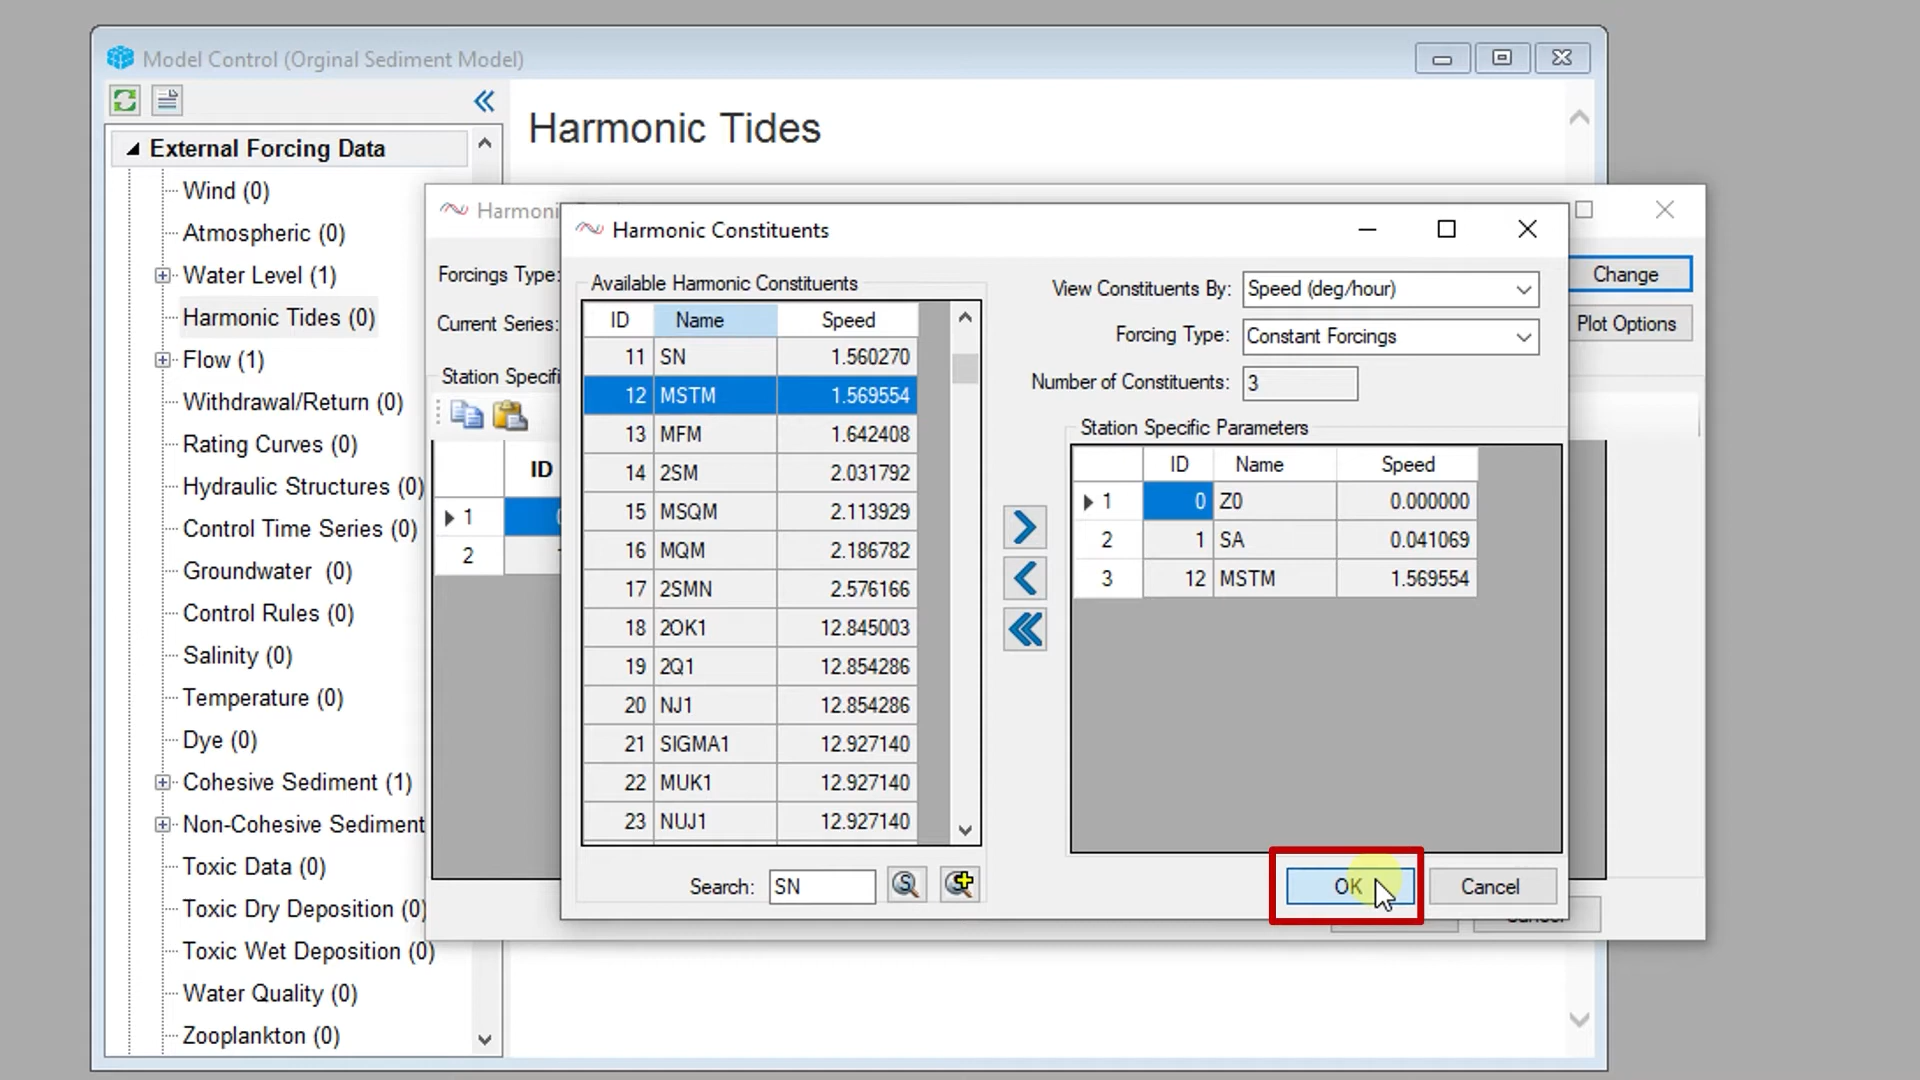 Model Control (Orginal Sediment Model)
External Forcing Data
Wind (0)
Atmospheric (0)
Water Level (1)
Harmonic Tides (0)
Flow (1)
Withdrawal/Return (0)
Rating Curves (0)
Hydraulic Structures (0)
Control Time Series (0)
Groundwater (0)
Control Rules (0)
Salinity (0)
Temperature (0)
Dye (0)
Cohesive Sediment (1)
Non-Cohesive Sediment
Toxic Data (0)
Toxic Dry Deposition (0)
Toxic Wet Deposition (0)
Water Quality (0)
Zooplankton (0)
Harmonic Tides
Forcings Type:
Current Series:
ID
1
2
Change
Plot Options
Harmonic Constituents
Available Harmonic Constituents
ID Name Speed
11 SN 1.560270
12 MSTM 1.569554
13 MFM 1.642408
14 2SM 2.031792
15 MSQM 2.113929
16 MQM 2.186782
17 2SMN 2.576166
18 2OK1 12.845003
19 2Q1 12.854286
20 NJ1 12.854286
21 SIGMA1 12.927140
22 MUK1 12.927140
23 NUJ1 12.927140
Search: SN
View Constituents By: Speed (deg/hour)
Forcing Type: Constant Forcings
Number of Constituents: 3
Station Specific Parameters
ID Name Speed
1 0 Z0 0.000000
2 1 SA 0.041069
3 12 MSTM 1.569554
OK
Cancel